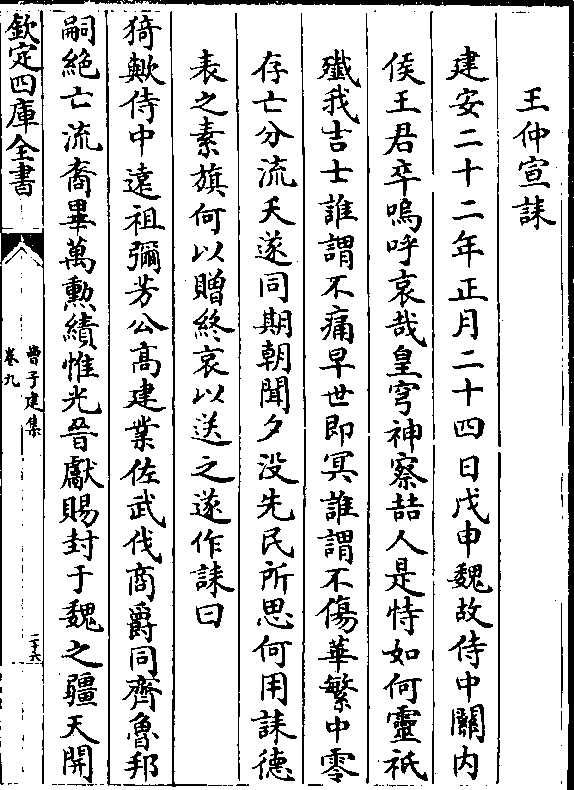 王仲宣誄
建安二十二年正月二十四日戊申魏故侍中關内
侯王君卒嗚呼哀哉皇穹神察喆人是恃如何靈祇
殱我吉士誰謂不痛早世即冥誰謂不傷華繁中零
存亡分流夭遂同期朝聞夕没先民所思何用誄德
表之素旗何以贈終哀以送之遂作誄曰
猗歟侍中遠祖彌芳公高建業佐武伐商爵同齊魯邦
嗣絶亡流裔畢萬勲績惟光晉獻賜封于魏之疆天開
欽定四庫全書
曹子建集
卷九
二十六